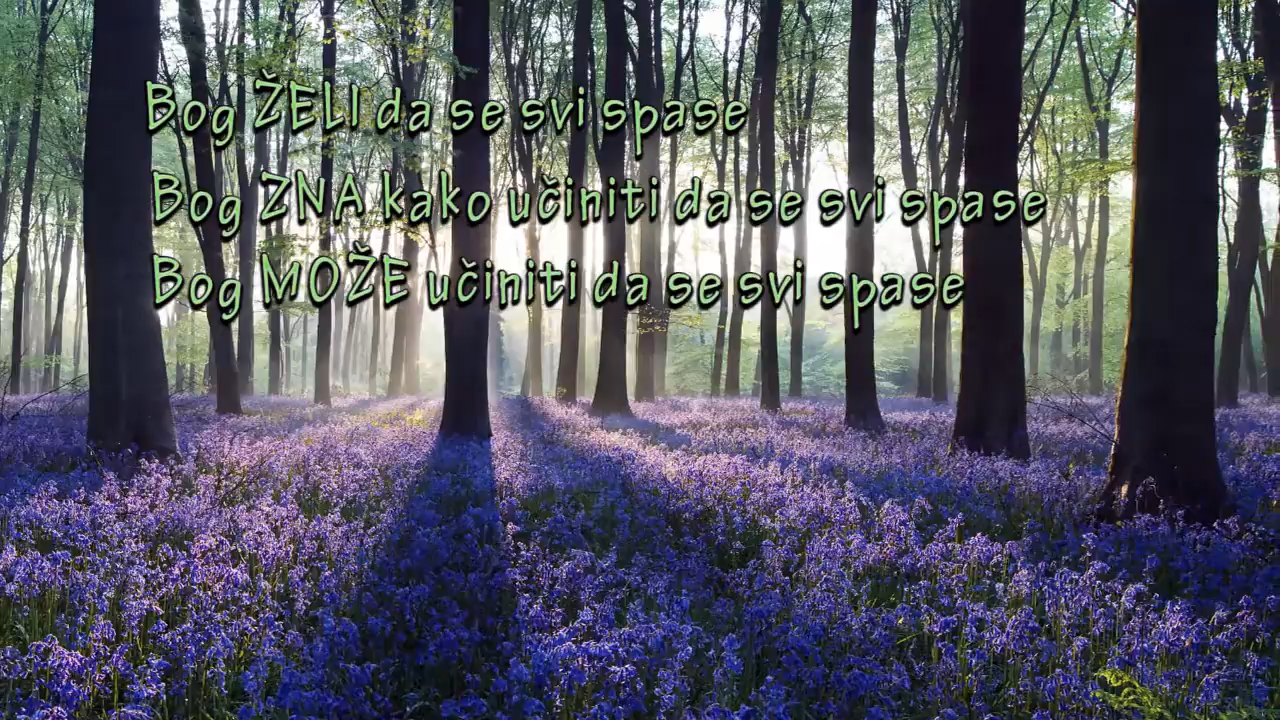 Bog ŽELI da se svi spase
Bog ZNA kako učiniti da se svi spase
Bog MOŽE učiniti da se svi spase